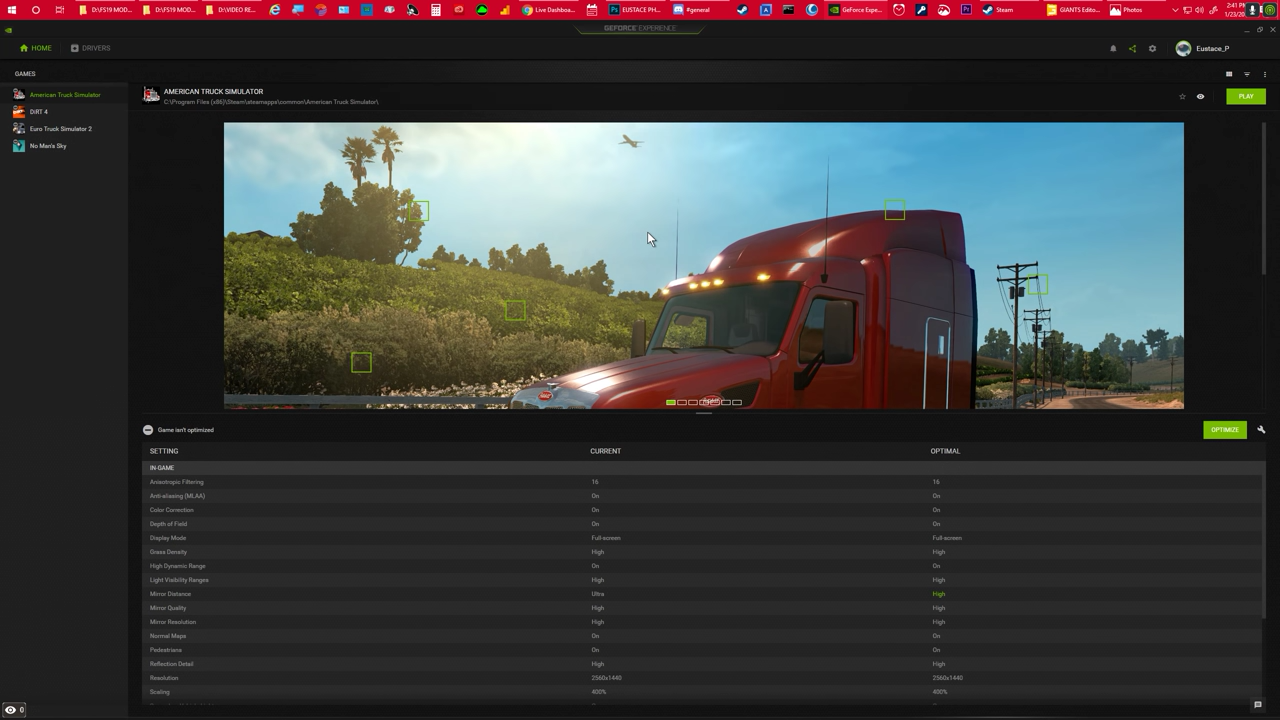 D:\FS19 MOD...
D:\FS19 MOD...
D:\VIDEO RE...
Live Dashboa...
EUSTACE PH...
#general
GeForce Expe...
Steam
GIANTS Edito...
Photos
2:41 PM
1/23/20
GEFORCE EXPERIENCE
HOME
DRIVERS
Eustace_P
GAMES
American Truck Simulator
DiRT 4
Euro Truck Simulator 2
No Man's Sky
AMERICAN TRUCK SIMULATOR
C:\Program Files (x86)\Steam\steamapps\common\American Truck Simulator\
PLAY
Game isn't optimized
OPTIMIZE
SETTING CURRENT OPTIMAL
IN-GAME
Anisotropic Filtering 16 16
Anti-aliasing (MLAA) On On
Color Correction On On
Depth of Field On On
Display Mode Full-screen Full-screen
Grass Density High High
High Dynamic Range On On
Light Visibility Ranges High High
Mirror Distance Ultra High
Mirror Quality High High
Mirror Resolution High High
Normal Maps On On
Pedestrians On On
Reflection Detail High High
Resolution 2560x1440 2560x1440
Scaling 400% 400%
0